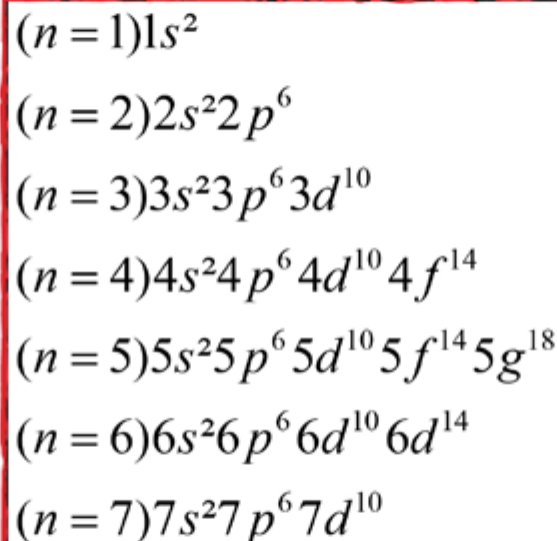 (n = 1)1s²
(n = 2)2s²2p⁶
(n = 3)3s²3p⁶3d¹⁰
(n = 4)4s²4p⁶4d¹⁰4f¹⁴
(n = 5)5s²5p⁶5d¹⁰5f¹⁴5g¹⁸
(n = 6)6s²6p⁶6d¹⁰6d¹⁴
(n = 7)7s²7p⁶7d¹⁰